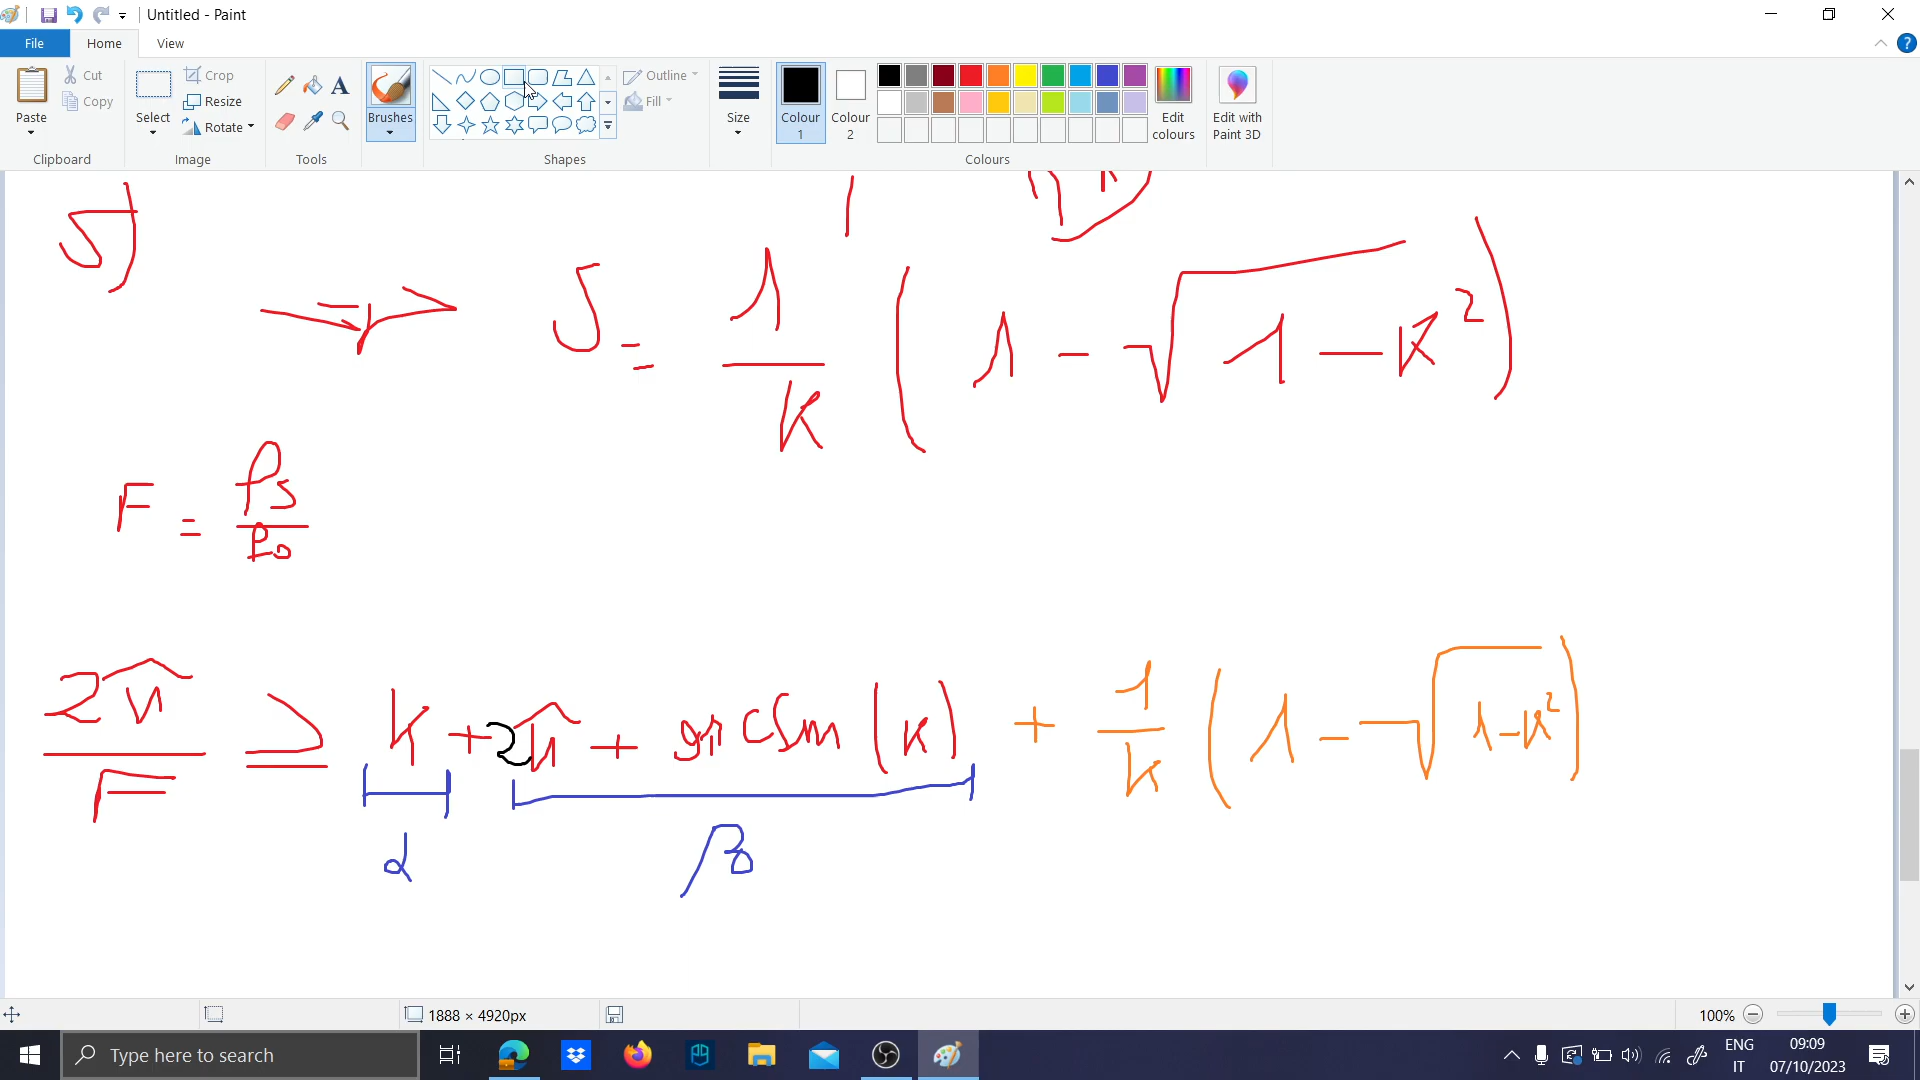 Untitled - Paint
File Home View
Paste Cut Copy
Clipboard
Select Crop Resize Rotate
Image
Tools
Brushes
Outline Fill
Shapes
Size
Colour 1 Colour 2
Edit colours
Colours
Edit with Paint 3D
5)
S = 1/k ( 1 - √(1 - k²) )
F = Ps/P0
2π/F ≥ k + 2π + arcsin (k) + 1/k ( 1 - √(1 - k²) )
α β
1888 × 4920px 100%
Type here to search
ENG IT
09:09
07/10/2023